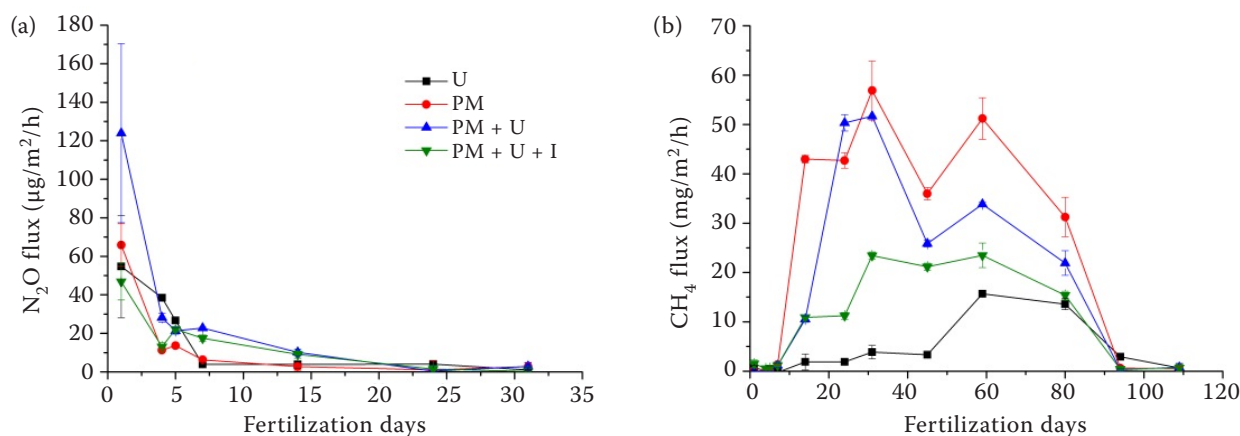 (a)
180
160
140
120
100
80
60
40
20
0
N₂O flux (μg/m²/h)
0 5 10 15 20 25 30 35
Fertilization days
U
PM
PM + U
PM + U + I
(b)
70
60
50
40
30
20
10
0
CH₄ flux (mg/m²/h)
0 20 40 60 80 100 120
Fertilization days